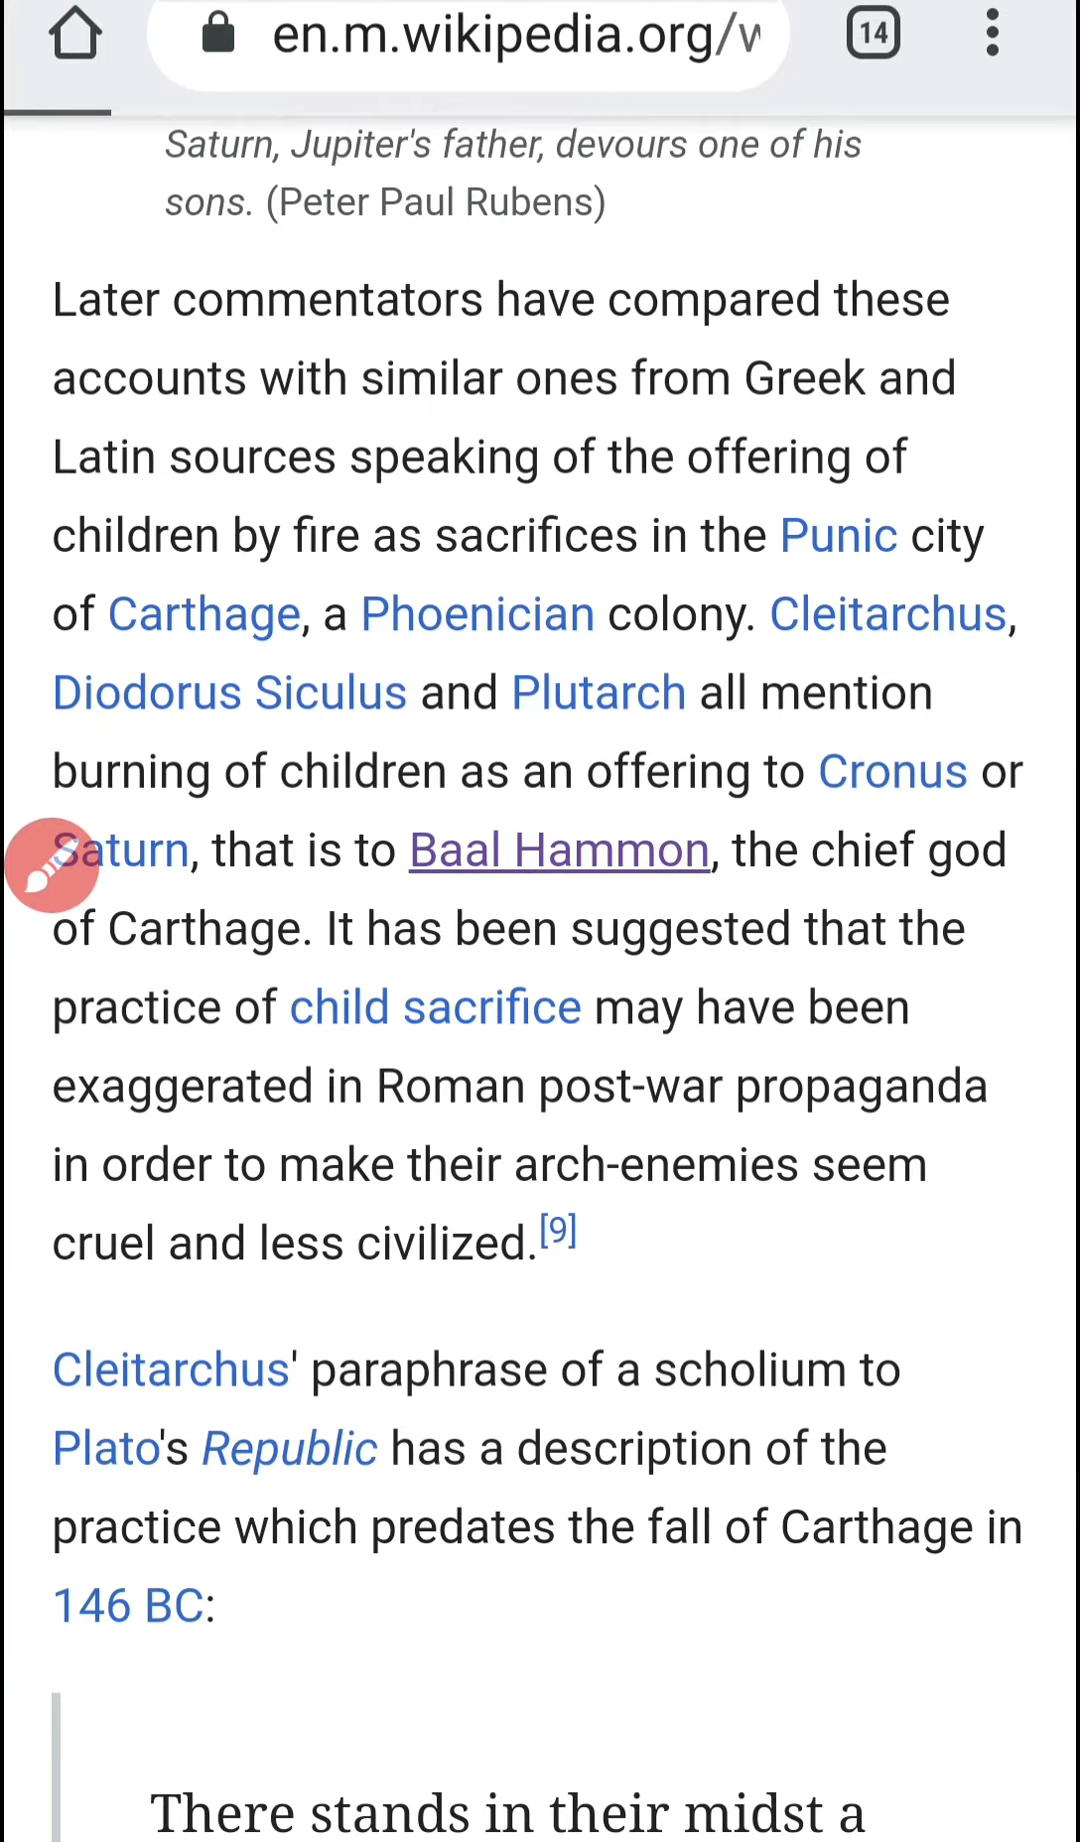 en.m.wikipedia.org/w
14
Saturn, Jupiter's father, devours one of his
sons. (Peter Paul Rubens)
Later commentators have compared these
accounts with similar ones from Greek and
Latin sources speaking of the offering of
children by fire as sacrifices in the Punic city
of Carthage, a Phoenician colony. Cleitarchus,
Diodorus Siculus and Plutarch all mention
burning of children as an offering to Cronus or
Saturn, that is to Baal Hammon, the chief god
of Carthage. It has been suggested that the
practice of child sacrifice may have been
exaggerated in Roman post-war propaganda
in order to make their arch-enemies seem
cruel and less civilized.[9]
Cleitarchus' paraphrase of a scholium to
Plato's Republic has a description of the
practice which predates the fall of Carthage in
146 BC:
There stands in their midst a